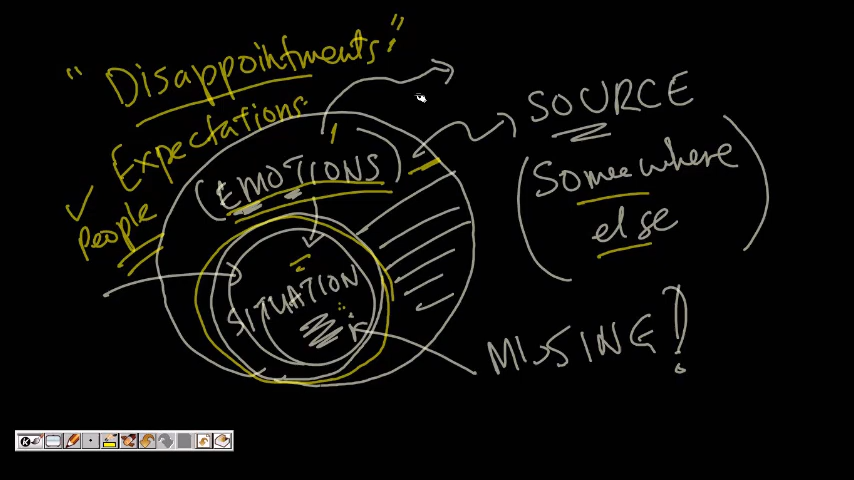 "Disappointments"
Expectations
People
(EMOTIONS)
SITUATION
SOURCE
(Somewhere
else)
MISSING?